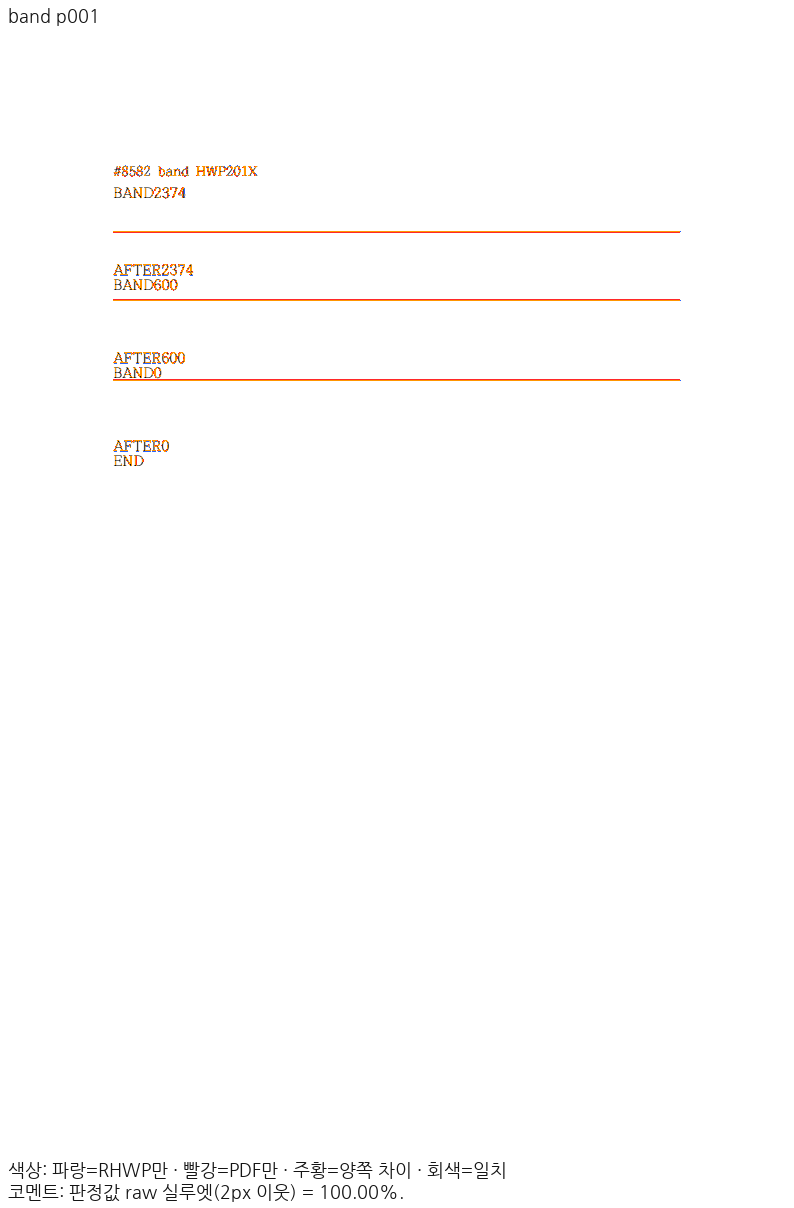 band p001
#8582 band HWP201X
BAND2374
AFTER2374
BAND600
AFTER600
BAND0
AFTER0
END
색상: 파랑=RHWP만 · 빨강=PDF만 · 주황=양쪽 차이 · 회색=일치
코멘트: 판정값 raw 실루엣(2px 이웃) = 100.00%.